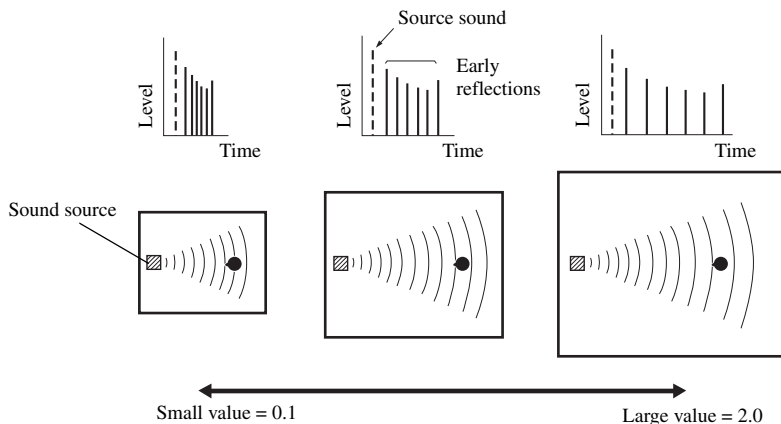 Source sound
Early
reflections
Level
Time
Level
Time
Level
Time
Sound source
Small value = 0.1
Large value = 2.0